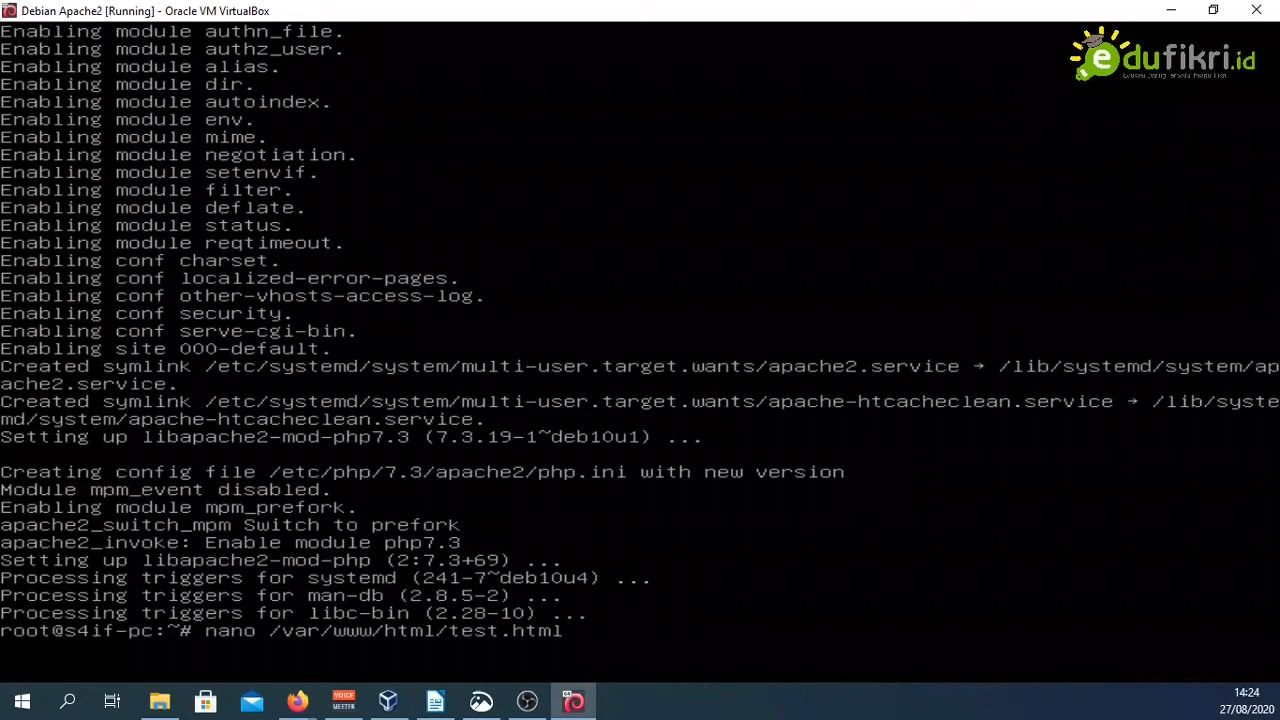 Debian Apache2 [Running] - Oracle VM VirtualBox
Enabling module authn_file.
Enabling module authz_user.
Enabling module alias.
Enabling module dir.
Enabling module autoindex.
Enabling module env.
Enabling module mime.
Enabling module negotiation.
Enabling module setenvif.
Enabling module filter.
Enabling module deflate.
Enabling module status.
Enabling module reqtimeout.
Enabling conf charset.
Enabling conf localized-error-pages.
Enabling conf other-vhosts-access-log.
Enabling conf security.
Enabling conf serve-cgi-bin.
Enabling site 000-default.
Created symlink /etc/systemd/system/multi-user.target.wants/apache2.service → /lib/systemd/system/ap
ache2.service.
Created symlink /etc/systemd/system/multi-user.target.wants/apache-htcacheclean.service → /lib/syste
md/system/apache-htcacheclean.service.
Setting up libapache2-mod-php7.3 (7.3.19-1~deb10u1) ...
Creating config file /etc/php/7.3/apache2/php.ini with new version
Module mpm_event disabled.
Enabling module mpm_prefork.
apache2_switch_mpm Switch to prefork
apache2_invoke: Enable module php7.3
Setting up libapache2-mod-php (2:7.3+69) ...
Processing triggers for systemd (241-7~deb10u4) ...
Processing triggers for man-db (2.8.5-2) ...
Processing triggers for libc-bin (2.28-10) ...
root@s4if-pc:~# nano /var/www/html/test.html
edufikri.id
VOICE
MEETER
14:24
27/08/2020